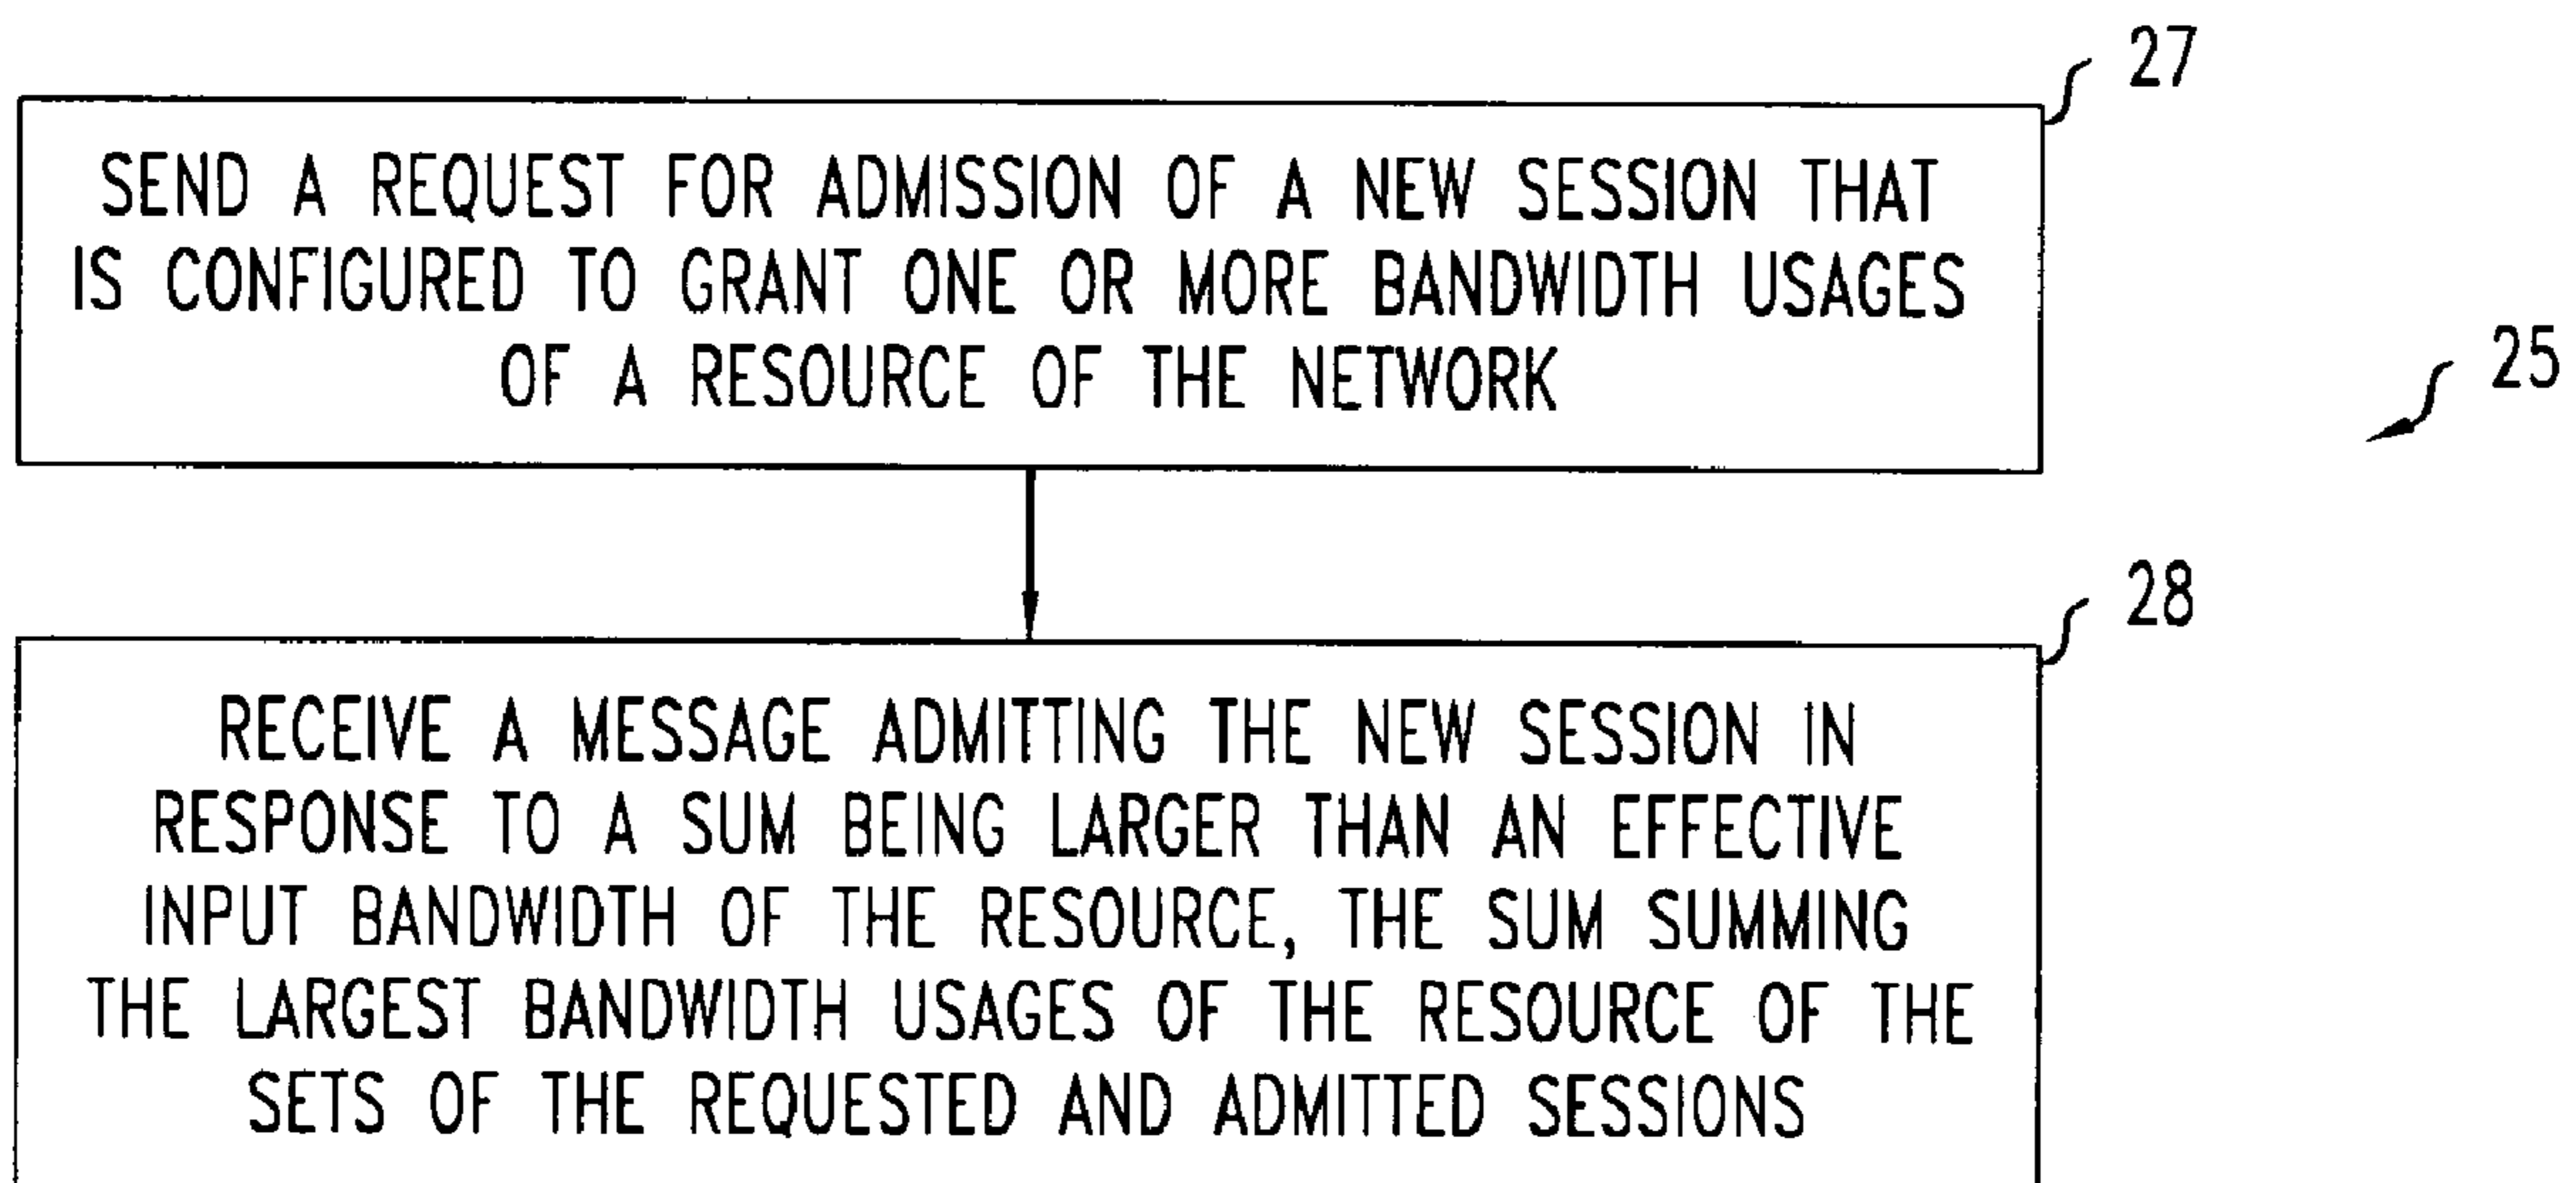 27
SEND A REQUEST FOR ADMISSION OF A NEW SESSION THAT
IS CONFIGURED TO GRANT ONE OR MORE BANDWIDTH USAGES
OF A RESOURCE OF THE NETWORK
25
28
RECEIVE A MESSAGE ADMITTING THE NEW SESSION IN
RESPONSE TO A SUM BEING LARGER THAN AN EFFECTIVE
INPUT BANDWIDTH OF THE RESOURCE, THE SUM SUMMING
THE LARGEST BANDWIDTH USAGES OF THE RESOURCE OF THE
SETS OF THE REQUESTED AND ADMITTED SESSIONS